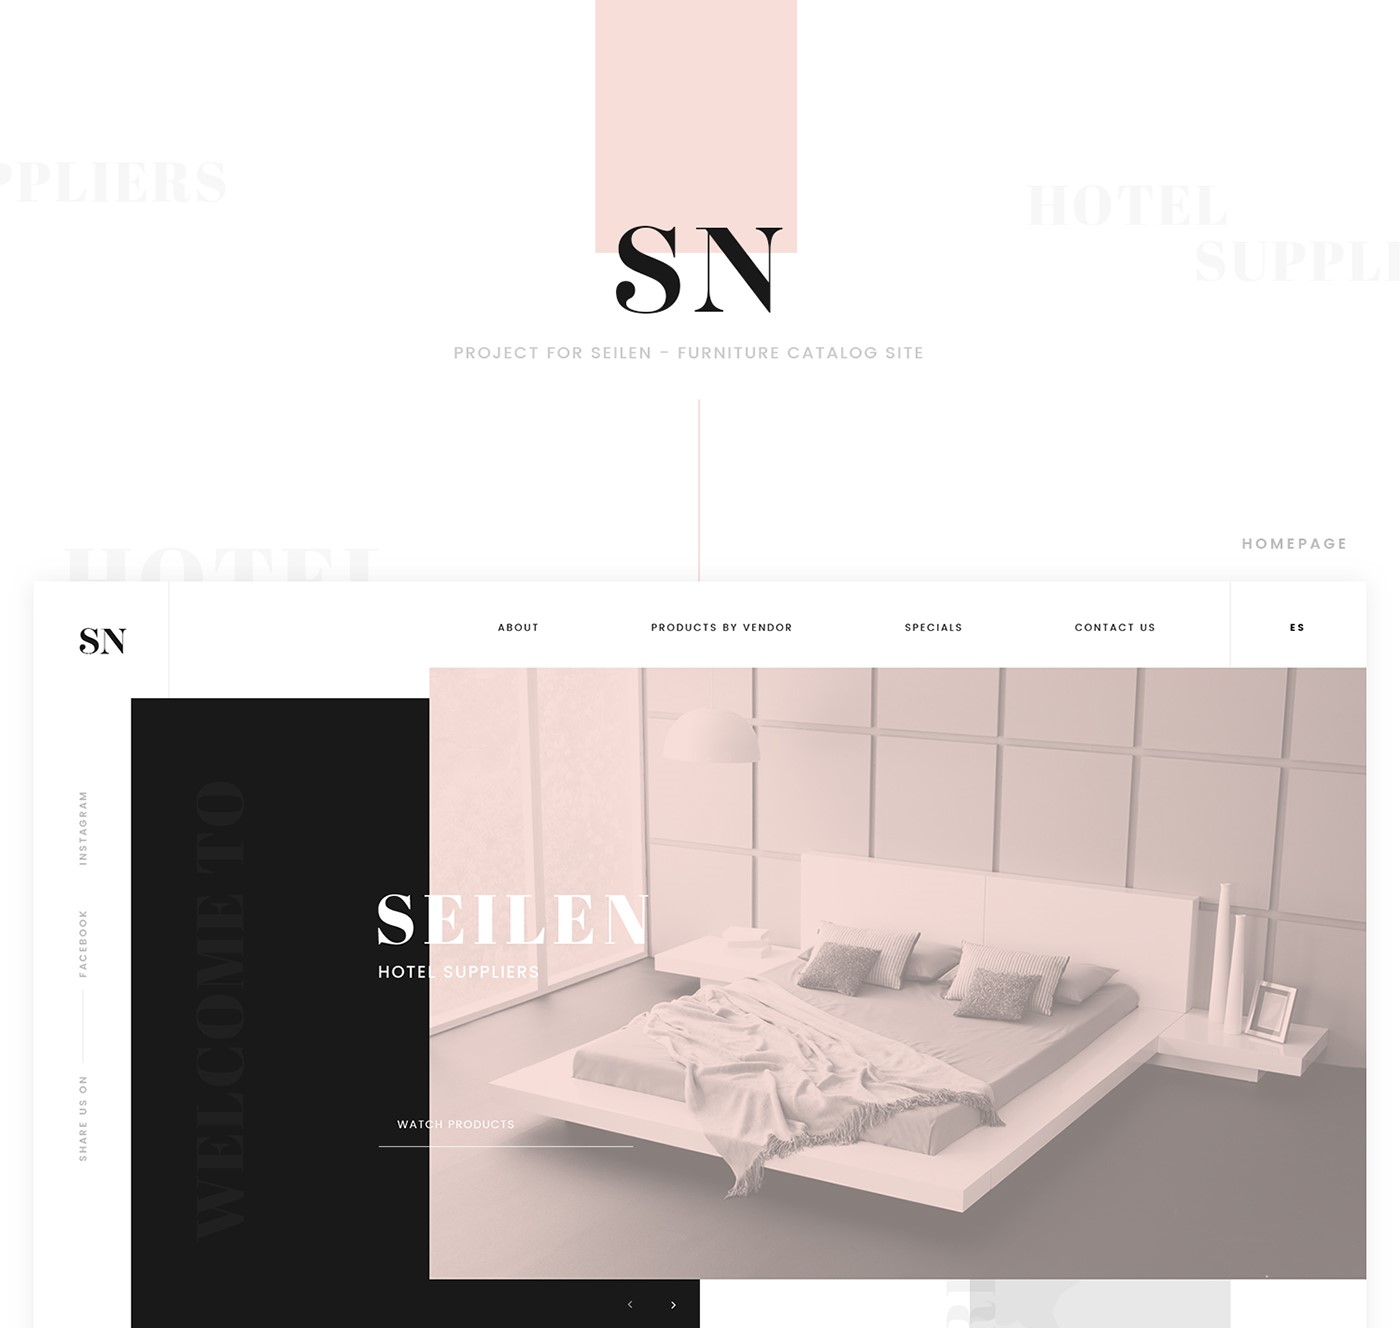 PPLIERS
HOTEL
SUPPLI
SN
PROJECT FOR SEILEN – FURNITURE CATALOG SITE
HOMEPAGE
HOTEL
SN
ABOUT
PRODUCTS BY VENDOR
SPECIALS
CONTACT US
ES
INSTAGRAM
FACEBOOK
SHARE US ON
WELCOME TO
SEILEN
HOTEL SUPPLIERS
WATCH PRODUCTS